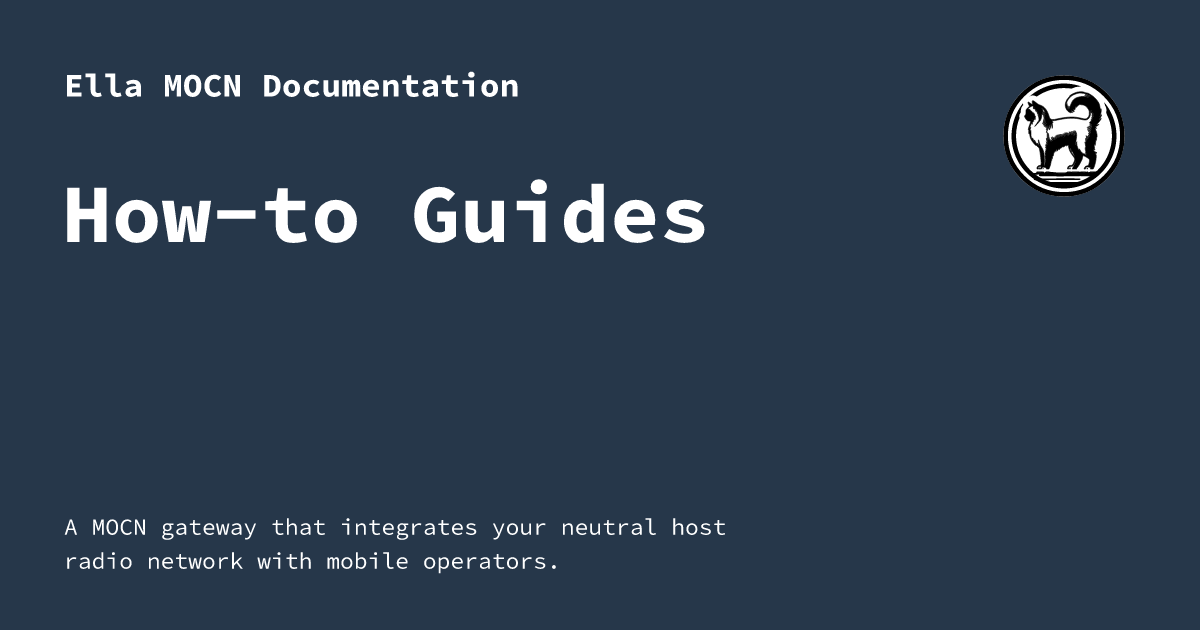 Ella MOCN Documentation
How-to Guides
A MOCN gateway that integrates your neutral host
radio network with mobile operators.